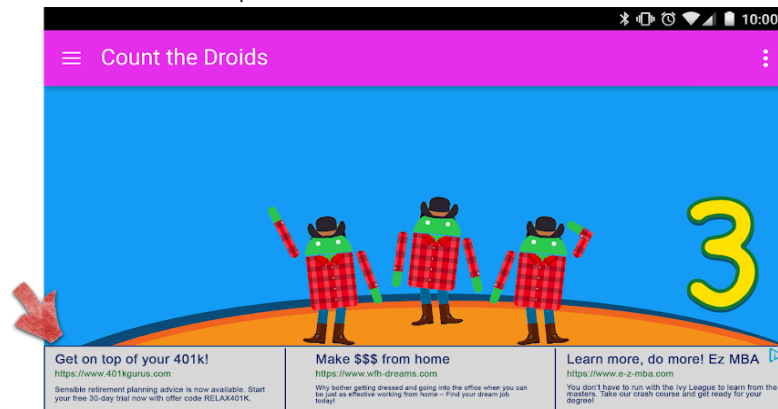 10:00
Count the Droids
3
Get on top of your 401k!
https://www.401kgurus.com
Sensible retirement planning advice is now available. Start
your free 30-day trial now with offer code RELAX401K.
Make $$$ from home
https://www.wfh-dreams.com
Why bother getting dressed and going into the office when you can
be just as effective working from home – Find your dream job
today!
Learn more, do more! Ez MBA
https://www.e-z-mba.com
You don't have to run with the Ivy League to learn from the
masters. Take our crash course and get ready for your
degree!